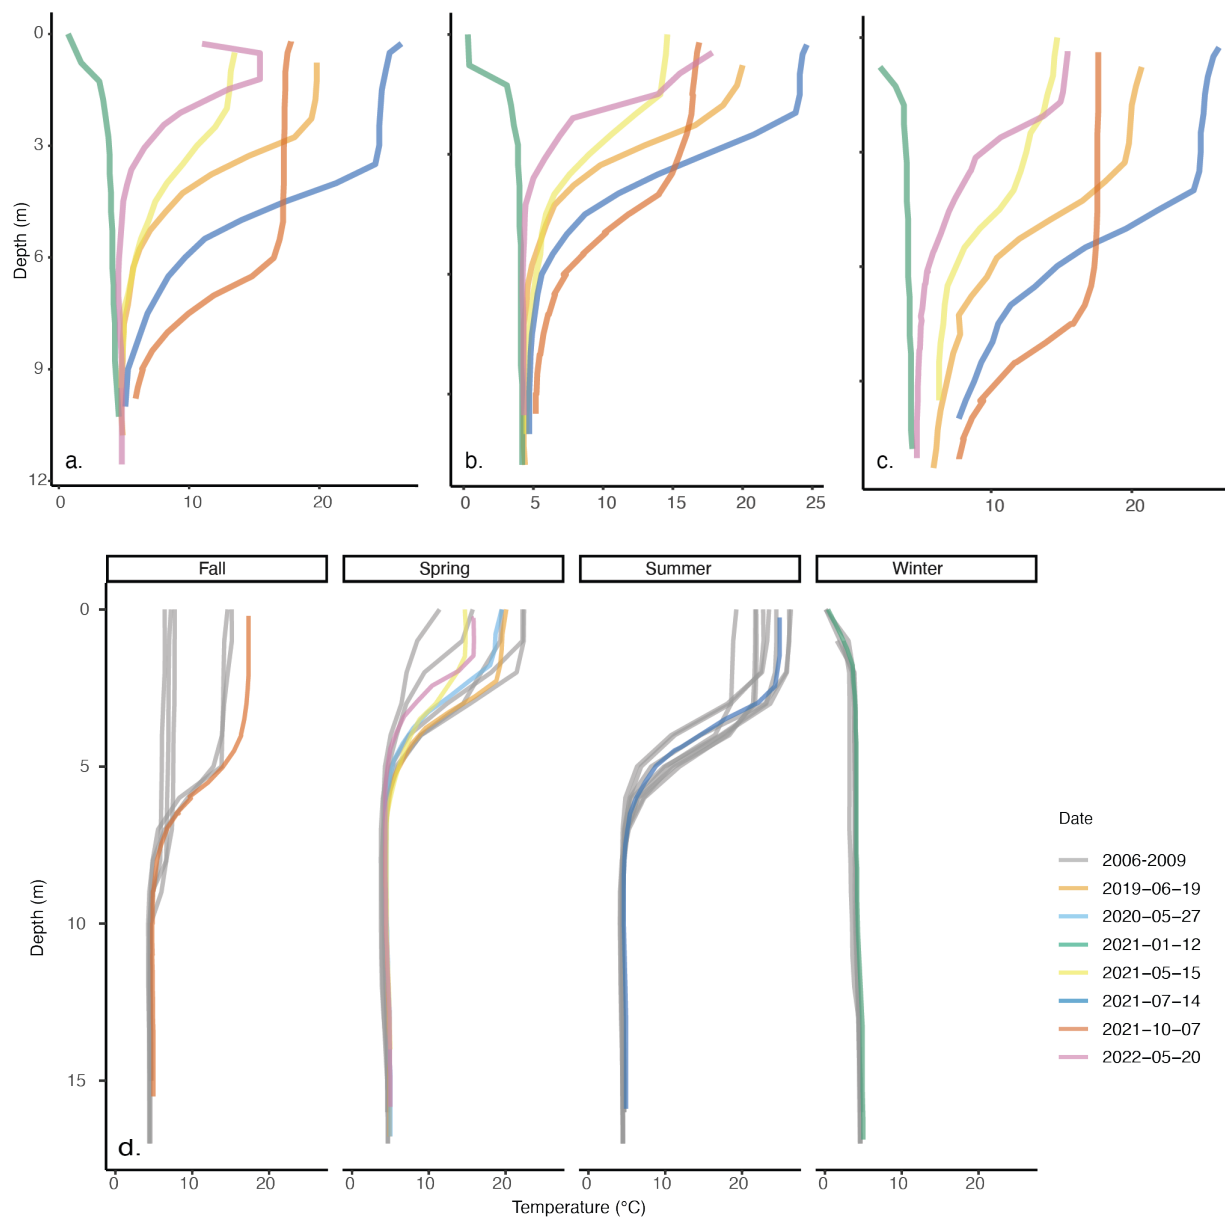 0
3
6
9
12
Depth (m)
a.
0 10 20
b.
0 5 10 15 20 25
c.
10 20
Fall Spring Summer Winter
0
5
10
15
Depth (m)
d.
0 10 20 0 10 20 0 10 20 0 10 20
Temperature (°C)
Date
2006-2009
2019–06–19
2020–05–27
2021–01–12
2021–05–15
2021–07–14
2021–10–07
2022–05–20